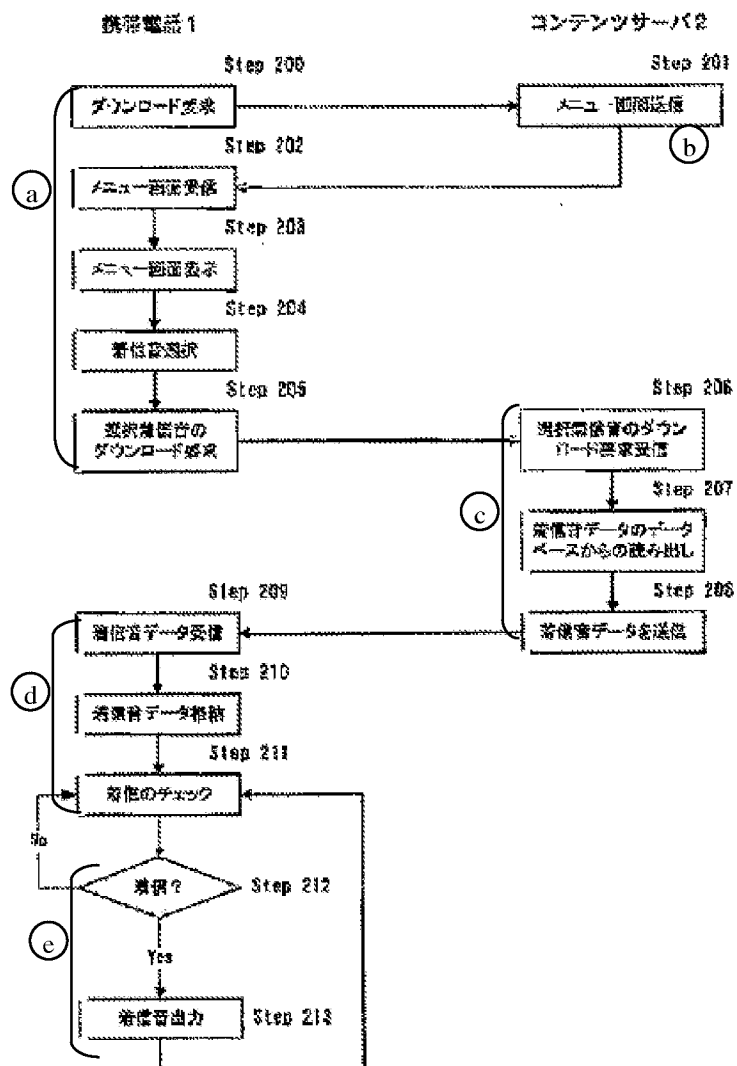 携帯電話1
コンテンツサーバ2
Step 200
Step 201
ダウンロード要求
メニュー画面送信
b
Step 202
a
メニュー画面受信
Step 203
メニュー画面表示
Step 204
着信音選択
Step 205
Step 206
選択着信音の
ダウンロード要求
選択着信音のダウン
ロード要求受信
Step 207
c
着信音データのデータ
ベースからの読み出し
Step 209
Step 208
着信音データ受信
着信音データを送信
d
Step 210
着信音データ格納
Step 211
着信のチェック
No
着信?
Step 212
e
Yes
着信音出力
Step 213